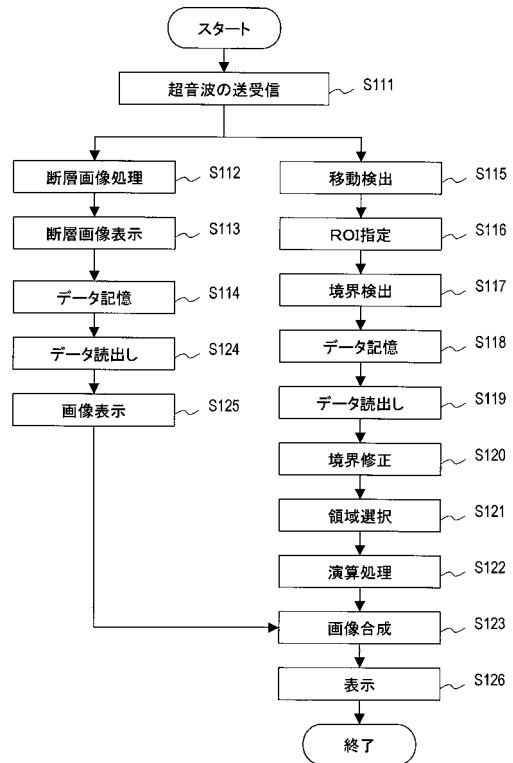 スタート
超音波の送受信
S111
断層画像処理
S112
断層画像表示
S113
データ記憶
S114
データ読出し
S124
画像表示
S125
移動検出
S115
ROI指定
S116
境界検出
S117
データ記憶
S118
データ読出し
S119
境界修正
S120
領域選択
S121
演算処理
S122
画像合成
S123
表示
S126
終了